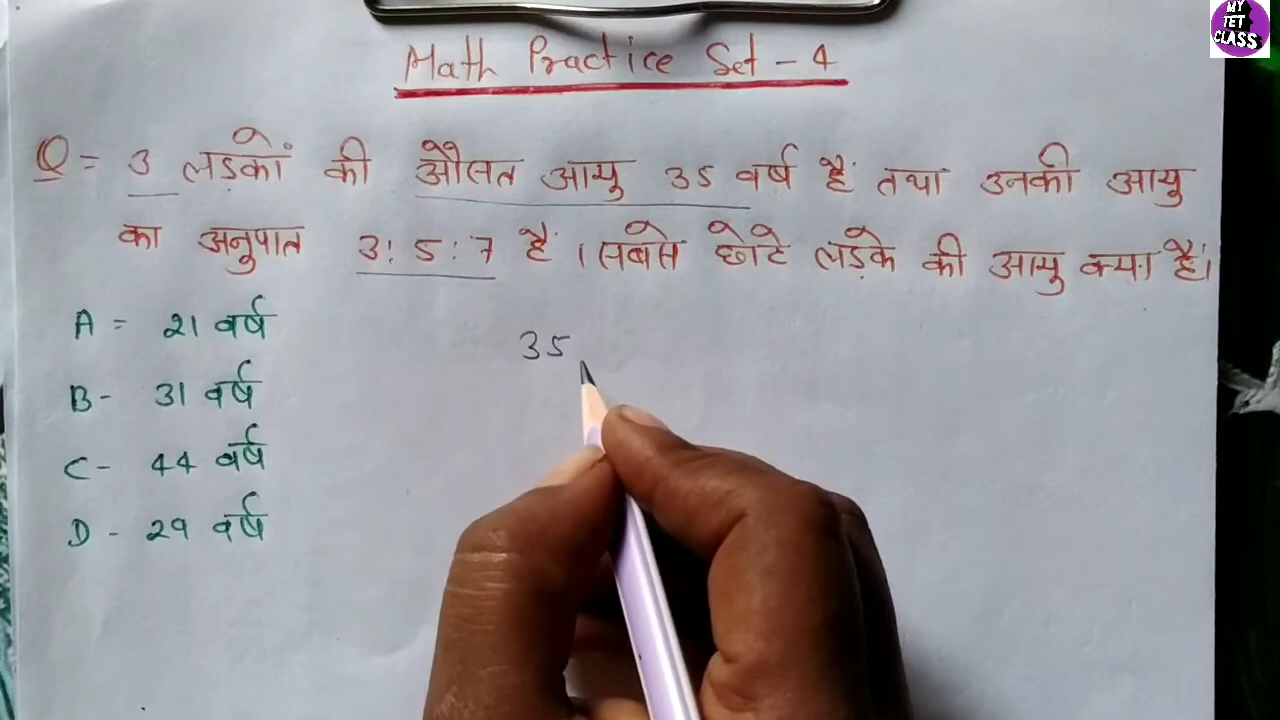 MY
TET
CLASS
Math Practice Set - 4
Q = 3 लड़कों की औसत आयु 35 वर्ष हैं तथा उनकी आयु
का अनुपात 3:5:7 हैं । सबसे छोटे लड़के की आयु क्या हैं।
A = 21 वर्ष
B- 31 वर्ष
C- 44 वर्ष
D - 29 वर्ष
35